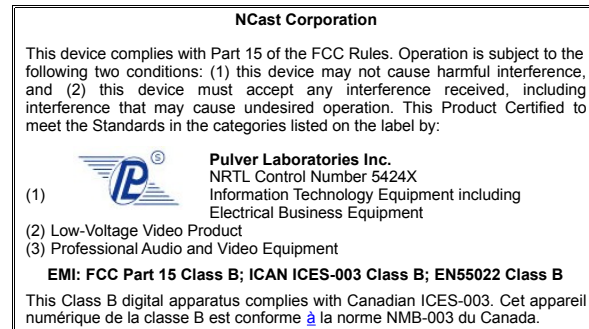 NCast Corporation
This device complies with Part 15 of the FCC Rules. Operation is subject to the
following two conditions: (1) this device may not cause harmful interference,
and (2) this device must accept any interference received, including
interference that may cause undesired operation. This Product Certified to
meet the Standards in the categories listed on the label by:
Pulver Laboratories Inc.
NRTL Control Number 5424X
(1) Information Technology Equipment including
Electrical Business Equipment
(2) Low-Voltage Video Product
(3) Professional Audio and Video Equipment
EMI: FCC Part 15 Class B; ICAN ICES-003 Class B; EN55022 Class B
This Class B digital apparatus complies with Canadian ICES-003. Cet appareil
numérique de la classe B est conforme à la norme NMB-003 du Canada.